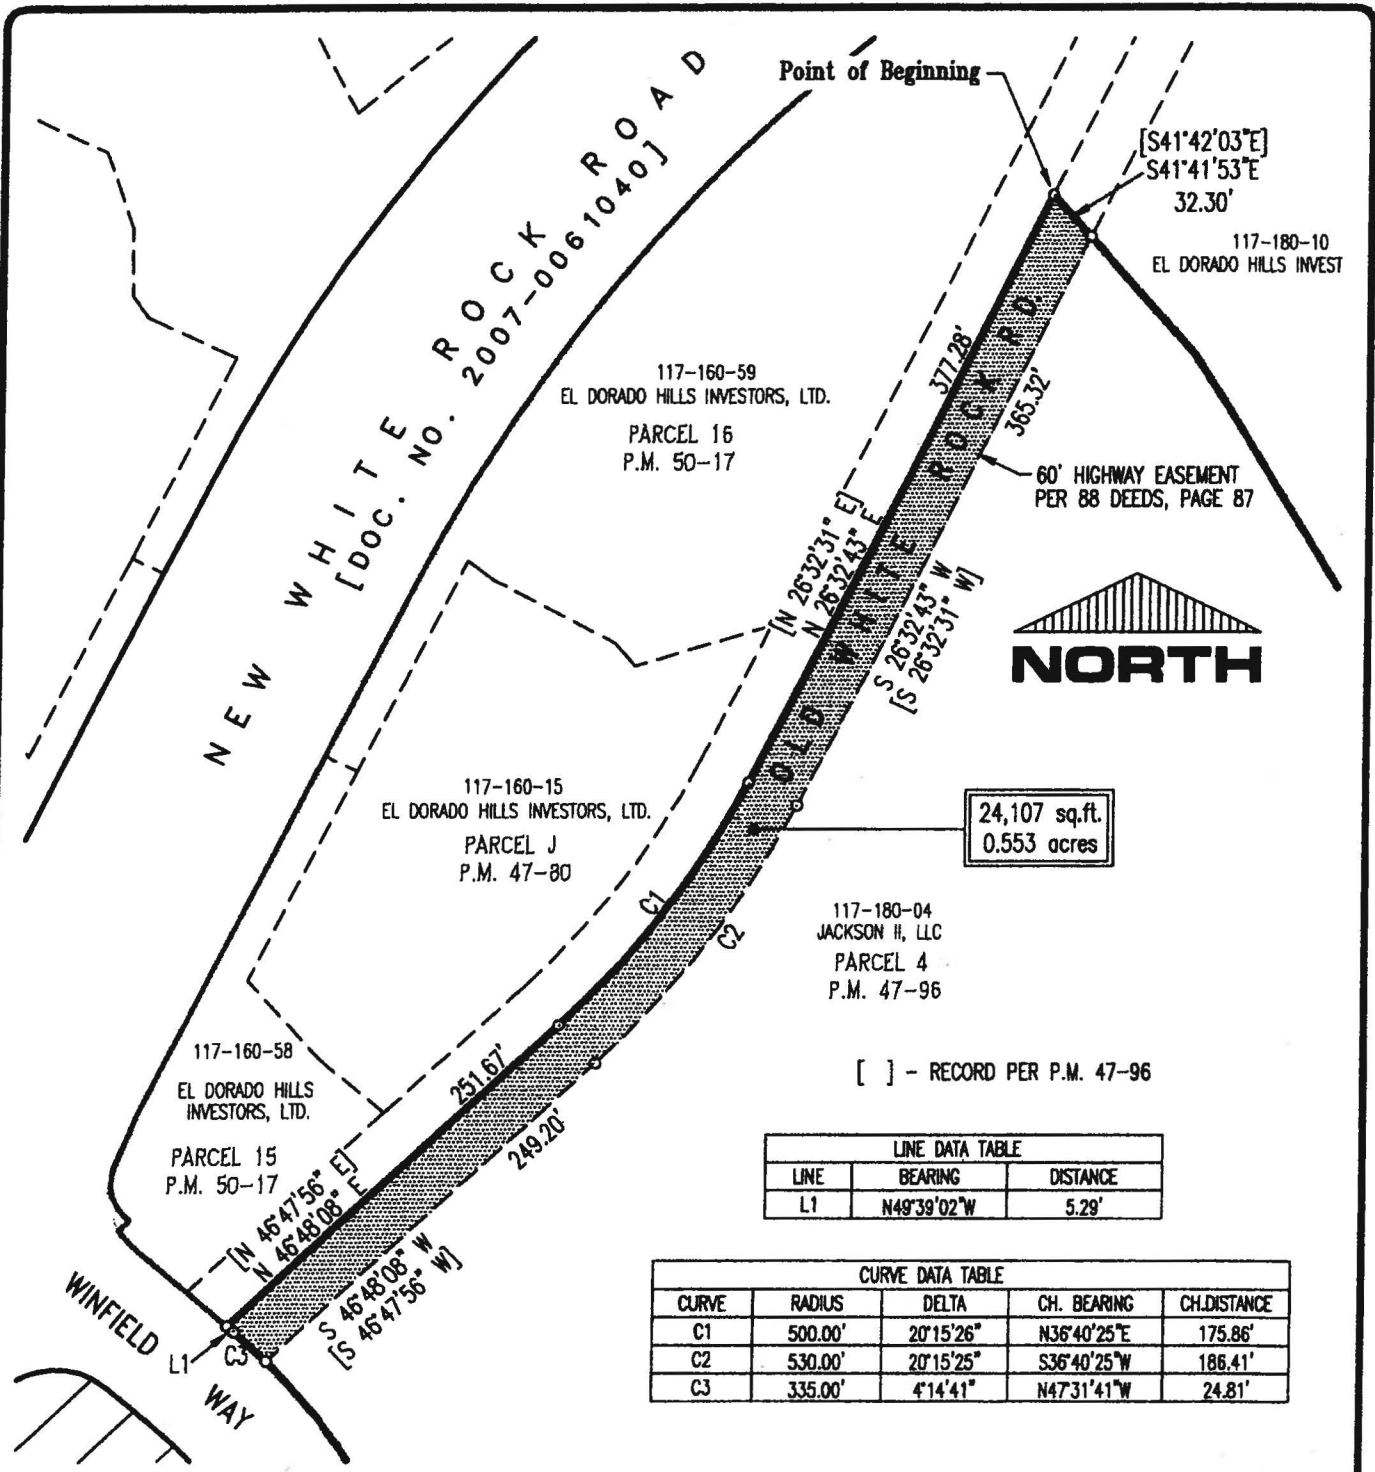 Point of Beginning
[S41°42'03"E]
S41°41'53"E
32.30'
117-180-10
EL DORADO HILLS INVEST
NEW WHITE ROCK ROAD
[DOC. NO. 2007-0061040]
117-160-59
EL DORADO HILLS INVESTORS, LTD.
PARCEL 16
P.M. 50-17
377.28'
365.32'
OLD WHITE ROCK RD.
60' HIGHWAY EASEMENT
PER 88 DEEDS, PAGE 87
[N 26°32'31" E]
N 26°32'43" E
S 26°32'43" W
[S 26°32'31" W]
NORTH
117-160-15
EL DORADO HILLS INVESTORS, LTD.
PARCEL J
P.M. 47-80
24,107 sq.ft.
0.553 acres
C1
C2
117-180-04
JACKSON II, LLC
PARCEL 4
P.M. 47-96
117-160-58
EL DORADO HILLS
INVESTORS, LTD.
PARCEL 15
P.M. 50-17
251.67'
249.20'
[ ] - RECORD PER P.M. 47-96
[N 46°47'56" E]
N 46°48'08" E
S 46°48'08" W
[S 46°47'56" W]
WINFIELD WAY
L1
C3
LINE DATA TABLE
LINE BEARING DISTANCE
L1 N49°39'02"W 5.29'
CURVE DATA TABLE
CURVE RADIUS DELTA CH. BEARING CH.DISTANCE
C1 500.00' 20°15'26" N36°40'25"E 175.86'
C2 530.00' 20°15'25" S36°40'25"W 186.41'
C3 335.00' 4°14'41" N47°31'41"W 24.81'